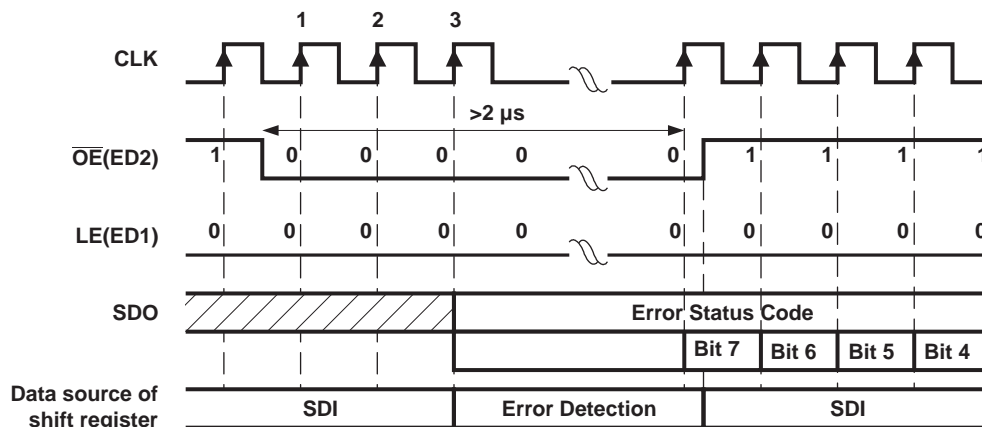 1 2 3
CLK
>2 µs
OE(ED2) 1 0 0 0 0 0 1 1 1 1
LE(ED1) 0 0 0 0 0 0 0 0 0 0
SDO Error Status Code
Bit 7 Bit 6 Bit 5 Bit 4
Data source of
shift register
SDI Error Detection SDI